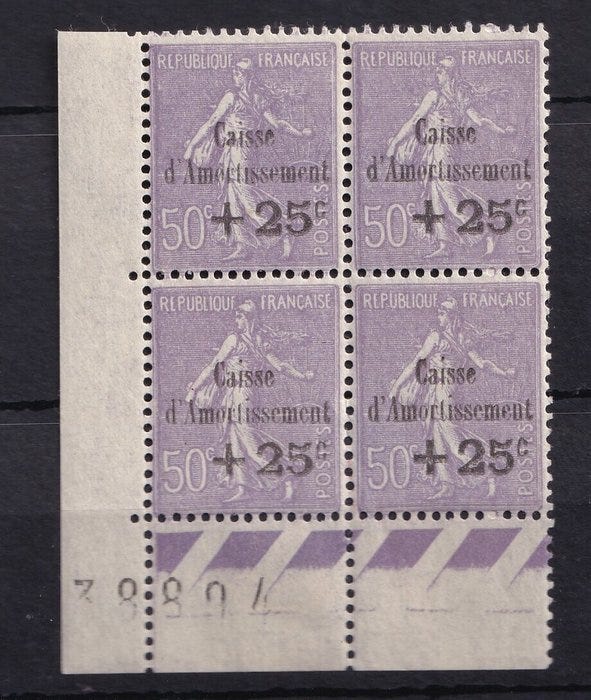 REPUBLIQUE FRANÇAISE
Caisse
d'Amortissement
+25c
50c
POSTES
REPUBLIQUE FRANÇAISE
Caisse
d'Amortissement
+25c
50c
POSTES
REPUBLIQUE FRANÇAISE
Caisse
d'Amortissement
+25c
50c
POSTES
REPUBLIQUE FRANÇAISE
Caisse
d'Amortissement
+25c
50c
POSTES